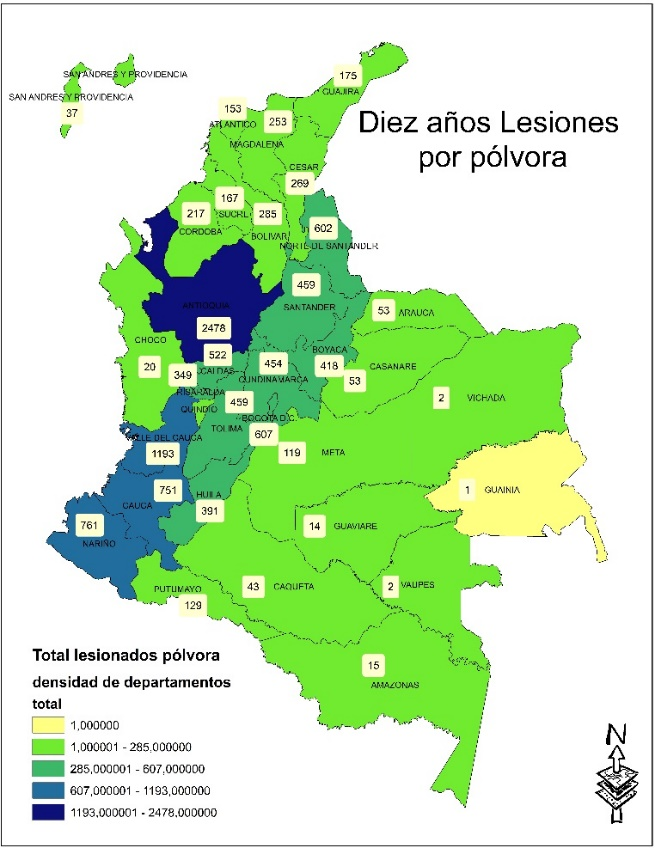 SAN ANDRES Y PROVIDENCIA
SAN ANDRES Y PROVIDENCIA
37
175
GUAJIRA
Diez años Lesiones
por pólvora
153
ATLANTICO
253
MAGDALENA
CESAR
269
167
SUCRE
217
CORDOBA
285
BOLIVAR
602
NORTE DE SANTANDER
459
SANTANDER
ANTIOQUIA
2478
53
ARAUCA
CHOCO
20
522
CALDAS
349
RISARALDA
454
CUNDINAMARCA
BOYACA
418
53
CASANARE
2
VICHADA
QUINDIO
459
BOGOTA D.C.
TOLIMA
607
VALLE DEL CAUCA
1193
119
META
751
CAUCA
HUILA
391
1
GUAINIA
761
NARIÑO
14
GUAVIARE
PUTUMAYO
129
43
CAQUETA
2
VAUPES
15
AMAZONAS
Total lesionados pólvora
densidad de departamentos
total
1,000000
1,000001 - 285,000000
285,000001 - 607,000000
607,000001 - 1193,000000
1193,000001 - 2478,000000
N